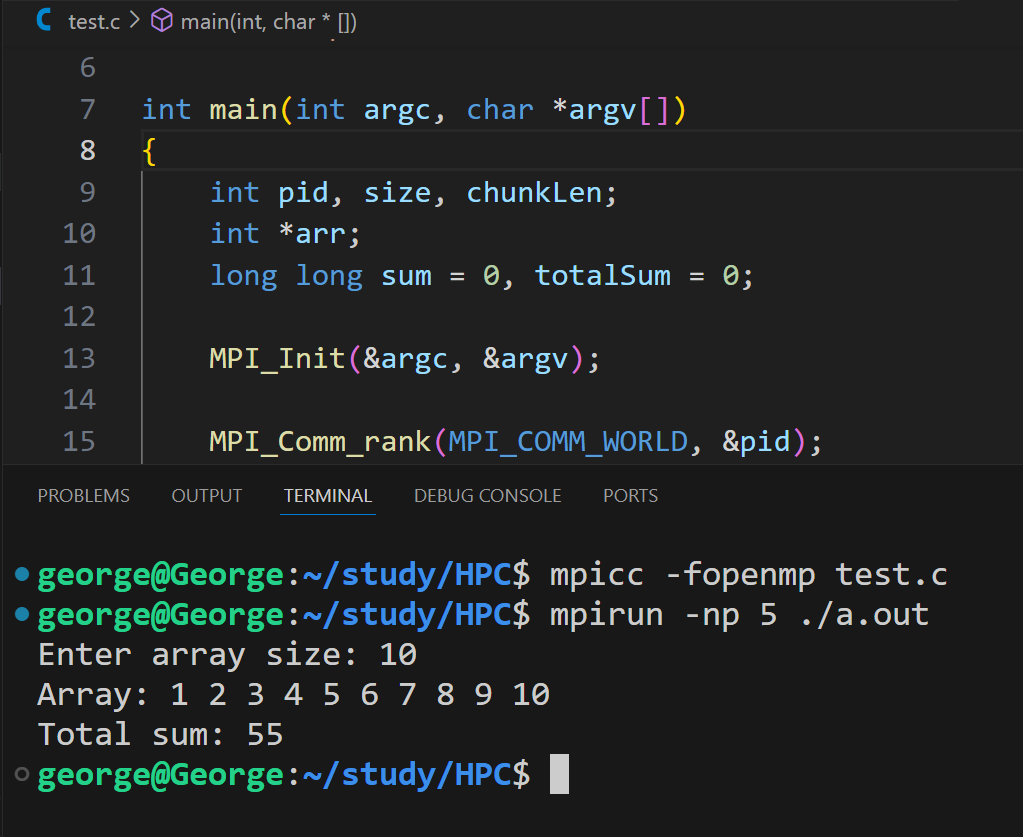 C test.c > main(int, char * [])
6
7 int main(int argc, char *argv[])
8 {
9 int pid, size, chunkLen;
10 int *arr;
11 long long sum = 0, totalSum = 0;
12
13 MPI_Init(&argc, &argv);
14
15 MPI_Comm_rank(MPI_COMM_WORLD, &pid);
PROBLEMS OUTPUT TERMINAL DEBUG CONSOLE PORTS
george@George:~/study/HPC$ mpicc -fopenmp test.c
george@George:~/study/HPC$ mpirun -np 5 ./a.out
Enter array size: 10
Array: 1 2 3 4 5 6 7 8 9 10
Total sum: 55
george@George:~/study/HPC$